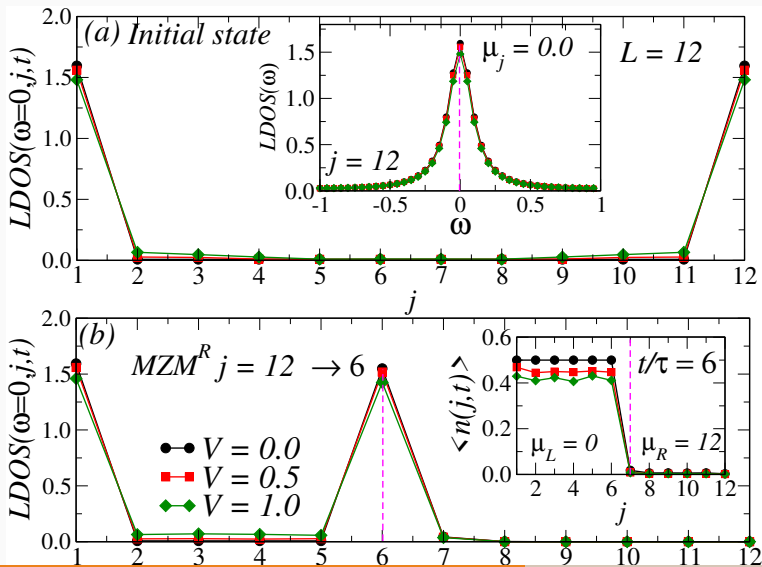 (a) Initial state
μ_j = 0.0
L = 12
LDOS(ω=0,j,t)
2.0
1.5
1.0
0.5
0.0
LDOS(ω)
1.5
1.0
0.5
0.0
j = 12
-1 -0.5 0 0.5 1
ω
1 2 3 4 5 6 7 8 9 10 11 12
j
(b)
MZM^R j = 12 → 6
LDOS(ω=0,j,t)
2.0
1.5
1.0
0.5
0.0
V = 0.0
V = 0.5
V = 1.0
<n(j,t)>
0.6
0.4
0.2
0.0
t/τ = 6
μ_L = 0 μ_R = 12
2 4 6 8 10 12
j
1 2 3 4 5 6 7 8 9 10 11 12